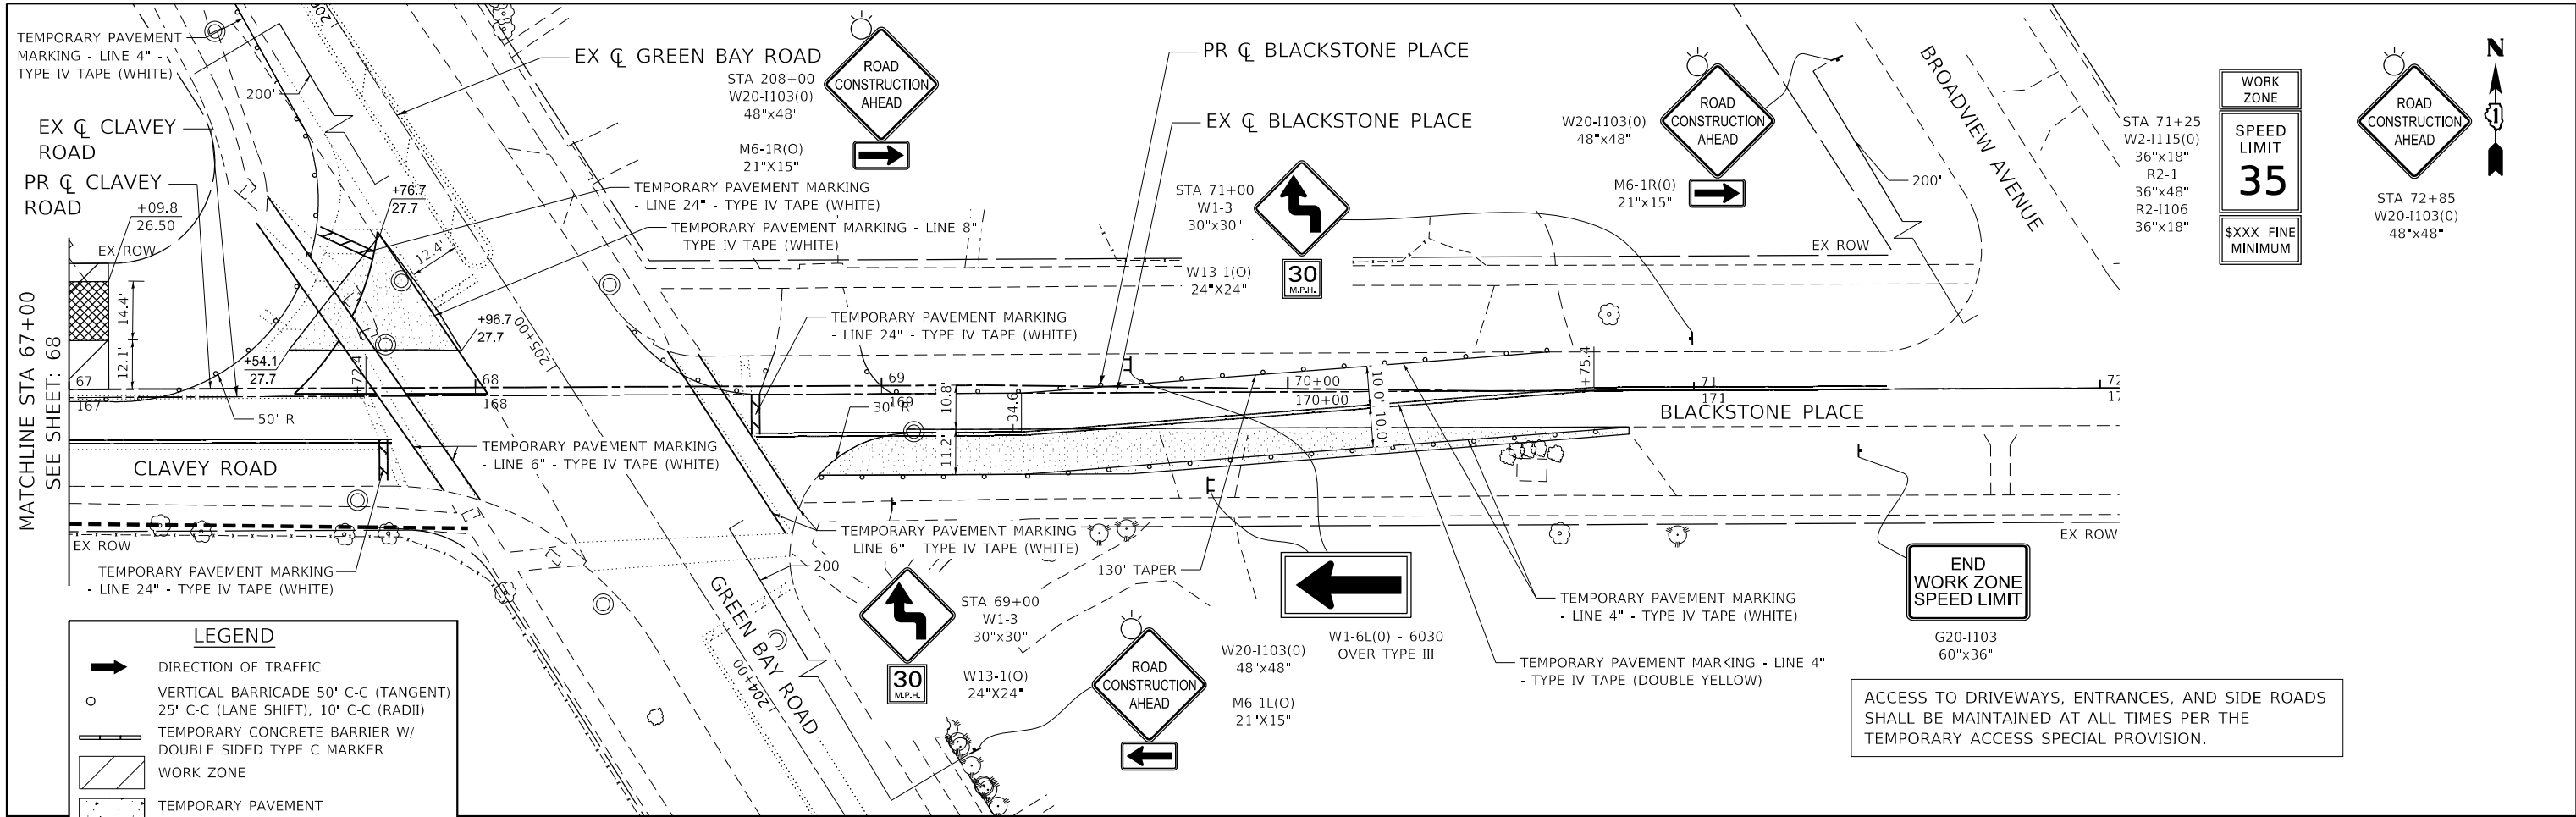 TEMPORARY PAVEMENT
MARKING - LINE 4" -
TYPE IV TAPE (WHITE)
200'
EX ℄ CLAVEY
ROAD
PR ℄ CLAVEY
ROAD
+09.8
26.50
EX ROW
MATCHLINE STA 67+00
SEE SHEET: 68
14.4'
12.1'
67
167
50' R
+54.1
27.7
+72.4
+76.7
27.7
12.4'
+96.7
27.7
68
168
205+00
204+00
EX ℄ GREEN BAY ROAD
STA 208+00
W20-I103(0)
48"x48"
M6-1R(O)
21"X15"
ROAD
CONSTRUCTION
AHEAD
TEMPORARY PAVEMENT MARKING
- LINE 24" - TYPE IV TAPE (WHITE)
TEMPORARY PAVEMENT MARKING - LINE 8"
- TYPE IV TAPE (WHITE)
TEMPORARY PAVEMENT MARKING
- LINE 24" - TYPE IV TAPE (WHITE)
PR ℄ BLACKSTONE PLACE
EX ℄ BLACKSTONE PLACE
STA 71+00
W1-3
30"x30"
W13-1(O)
24"X24"
30
M.P.H.
W20-I103(0)
48"x48"
M6-1R(0)
21"x15"
ROAD
CONSTRUCTION
AHEAD
200'
BROADVIEW AVENUE
EX ROW
STA 71+25
W2-I115(0)
36"x18"
R2-1
36"x48"
R2-I106
36"x18"
WORK
ZONE
SPEED
LIMIT
35
$XXX FINE
MINIMUM
ROAD
CONSTRUCTION
AHEAD
STA 72+85
W20-I103(0)
48"x48"
N
1
69
169
30' R
10.8'
11.2'
+34.6
70+00
170+00
10.0'
10.0'
+75.4
71
171
72
BLACKSTONE PLACE
CLAVEY ROAD
EX ROW
TEMPORARY PAVEMENT MARKING
- LINE 6" - TYPE IV TAPE (WHITE)
TEMPORARY PAVEMENT MARKING
- LINE 24" - TYPE IV TAPE (WHITE)
GREEN BAY ROAD
200'
TEMPORARY PAVEMENT MARKING
- LINE 6" - TYPE IV TAPE (WHITE)
30
M.P.H.
STA 69+00
W1-3
30"x30"
W13-1(O)
24"X24"
130' TAPER
ROAD
CONSTRUCTION
AHEAD
W20-I103(0)
48"x48"
M6-1L(O)
21"X15"
W1-6L(0) - 6030
OVER TYPE III
TEMPORARY PAVEMENT MARKING
- LINE 4" - TYPE IV TAPE (WHITE)
TEMPORARY PAVEMENT MARKING - LINE 4"
- TYPE IV TAPE (DOUBLE YELLOW)
EX ROW
END
WORK ZONE
SPEED LIMIT
G20-I103
60"x36"
ACCESS TO DRIVEWAYS, ENTRANCES, AND SIDE ROADS
SHALL BE MAINTAINED AT ALL TIMES PER THE
TEMPORARY ACCESS SPECIAL PROVISION.
LEGEND
DIRECTION OF TRAFFIC
VERTICAL BARRICADE 50' C-C (TANGENT)
25' C-C (LANE SHIFT), 10' C-C (RADII)
TEMPORARY CONCRETE BARRIER W/
DOUBLE SIDED TYPE C MARKER
WORK ZONE
TEMPORARY PAVEMENT